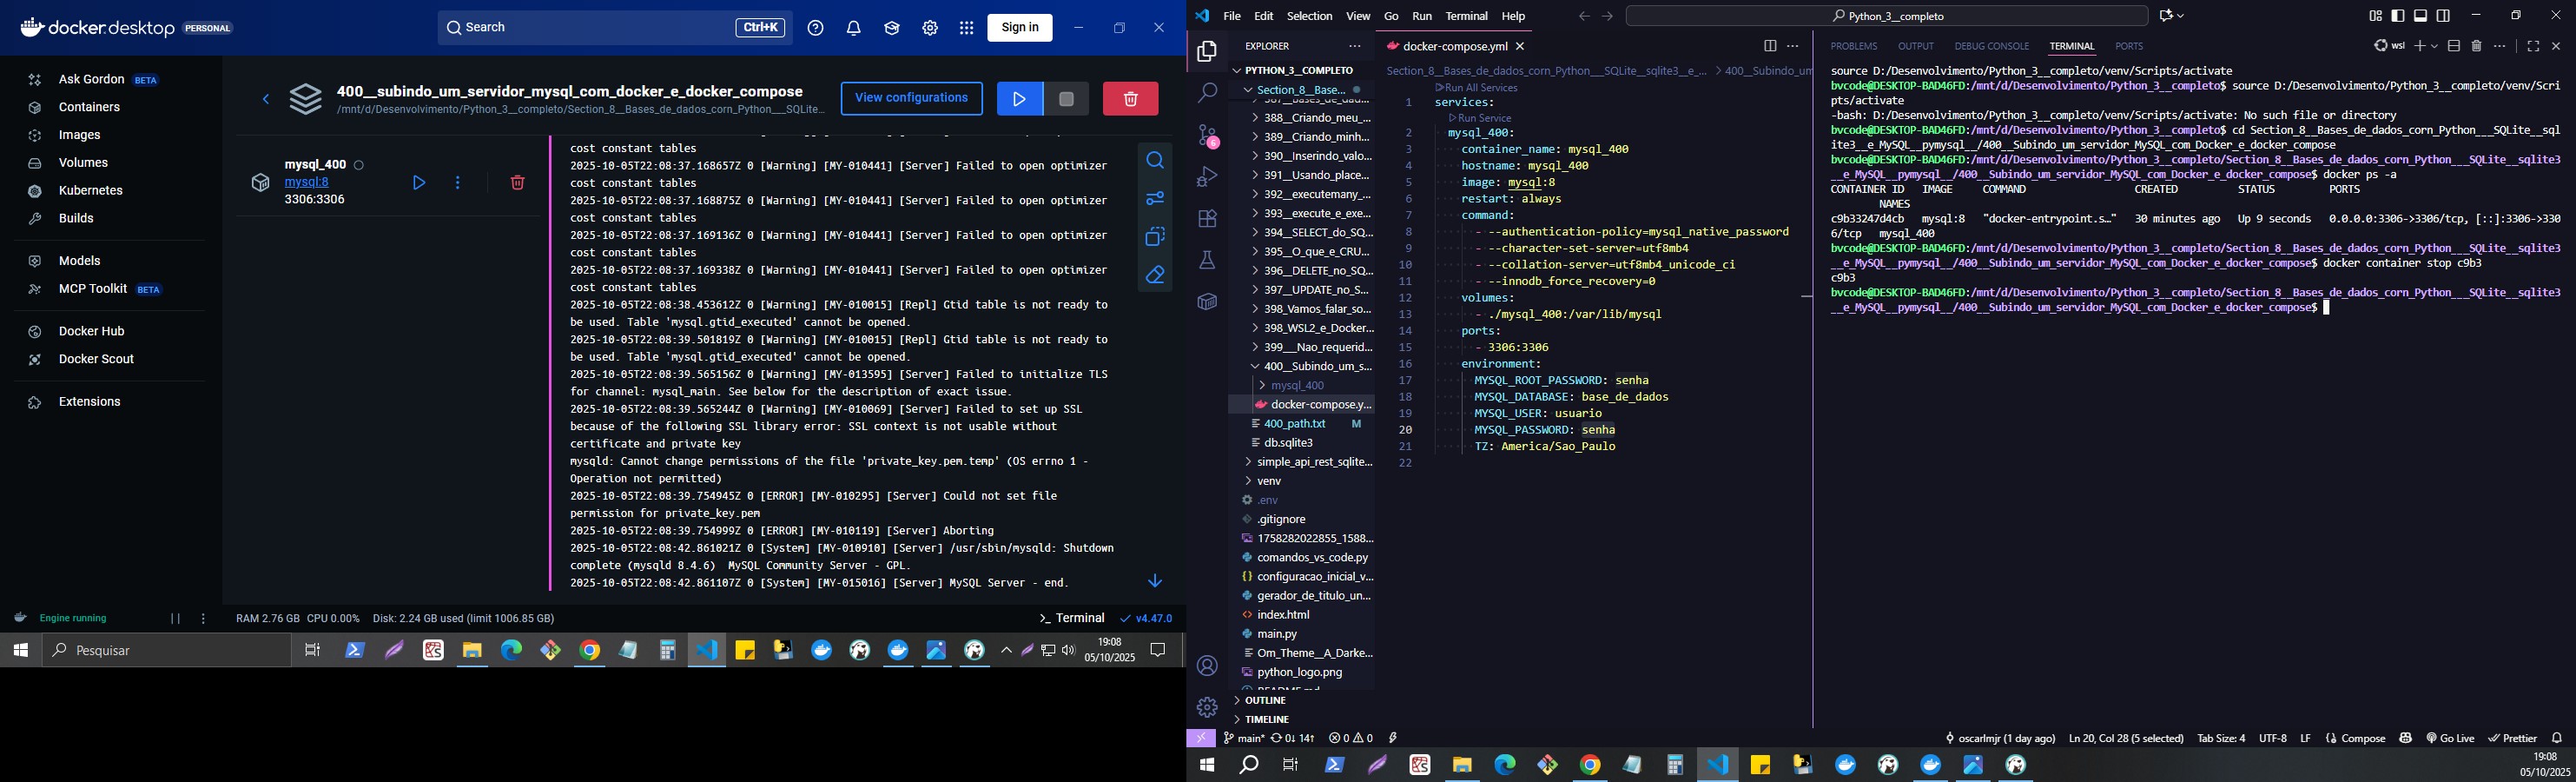 docker.desktop PERSONAL
Search
Ctrl+K
Sign in
Ask Gordon BETA
Containers
Images
Volumes
Kubernetes
Builds
Models
MCP Toolkit BETA
Docker Hub
Docker Scout
Extensions
400__subindo_um_servidor_mysql_com_docker_e_docker_compose
/mnt/d/Desenvolvimento/Python_3__completo/Section_8__Bases_de_dados_corn_Python___SQLite...
View configurations
mysql_400
mysql:8
3306:3306
cost constant tables
2025-10-05T22:08:37.168657Z 0 [Warning] [MY-010441] [Server] Failed to open optimizer
cost constant tables
2025-10-05T22:08:37.168875Z 0 [Warning] [MY-010441] [Server] Failed to open optimizer
cost constant tables
2025-10-05T22:08:37.169136Z 0 [Warning] [MY-010441] [Server] Failed to open optimizer
cost constant tables
2025-10-05T22:08:37.169338Z 0 [Warning] [MY-010441] [Server] Failed to open optimizer
cost constant tables
2025-10-05T22:08:38.453612Z 0 [Warning] [MY-010015] [Repl] Gtid table is not ready to
be used. Table 'mysql.gtid_executed' cannot be opened.
2025-10-05T22:08:39.501819Z 0 [Warning] [MY-010015] [Repl] Gtid table is not ready to
be used. Table 'mysql.gtid_executed' cannot be opened.
2025-10-05T22:08:39.565156Z 0 [Warning] [MY-013595] [Server] Failed to initialize TLS
for channel: mysql_main. See below for the description of exact issue.
2025-10-05T22:08:39.565244Z 0 [Warning] [MY-010069] [Server] Failed to set up SSL
because of the following SSL library error: SSL context is not usable without
certificate and private key
mysqld: Cannot change permissions of the file 'private_key.pem.temp' (OS errno 1 -
Operation not permitted)
2025-10-05T22:08:39.754945Z 0 [ERROR] [MY-010295] [Server] Could not set file
permission for private_key.pem
2025-10-05T22:08:39.754999Z 0 [ERROR] [MY-010119] [Server] Aborting
2025-10-05T22:08:42.861021Z 0 [System] [MY-010910] [Server] /usr/sbin/mysqld: Shutdown
complete (mysqld 8.4.6)  MySQL Community Server - GPL.
2025-10-05T22:08:42.861107Z 0 [System] [MY-015016] [Server] MySQL Server - end.
Engine running
RAM 2.76 GB CPU 0.00% Disk: 2.24 GB used (limit 1006.85 GB)
>_ Terminal
v4.47.0
Pesquisar
19:08
05/10/2025
File Edit Selection View Go Run Terminal Help
Python_3__completo
EXPLORER
PYTHON_3__COMPLETO
Section_8__Base...
388__Criando_meu_...
389__Criando_minh...
390__Inserindo_valo...
391__Usando_place...
392__executemany_...
393__execute_e_exe...
394__SELECT_do_SQ...
395__O_que_e_CRU...
396__DELETE_no_SQ...
397__UPDATE_no_S...
398_Vamos_falar_so...
398_WSL2_e_Docker...
399___Nao_requerid...
400__Subindo_um_s...
mysql_400
docker-compose.y...
400_path.txt M
db.sqlite3
simple_api_rest_sqlite...
venv
.env
.gitignore
1758282022855_1588...
comandos_vs_code.py
configuracao_inicial_v...
gerador_de_titulo_un...
index.html
main.py
Om_Theme__A_Darke...
python_logo.png
OUTLINE
TIMELINE
docker-compose.yml
Section_8__Bases_de_dados_corn_Python___SQLite__sqlite3__e_... > 400__Subindo_um
Run All Services
1 services:
Run Service
2 mysql_400:
3 container_name: mysql_400
4 hostname: mysql_400
5 image: mysql:8
6 restart: always
7 command:
8 - --authentication-policy=mysql_native_password
9 - --character-set-server=utf8mb4
10 - --collation-server=utf8mb4_unicode_ci
11 - --innodb_force_recovery=0
12 volumes:
13 - ./mysql_400:/var/lib/mysql
14 ports:
15 - 3306:3306
16 environment:
17 MYSQL_ROOT_PASSWORD: senha
18 MYSQL_DATABASE: base_de_dados
19 MYSQL_USER: usuario
20 MYSQL_PASSWORD: senha
21 TZ: America/Sao_Paulo
22
PROBLEMS OUTPUT DEBUG CONSOLE TERMINAL PORTS
wsl
source D:/Desenvolvimento/Python_3__completo/venv/Scripts/activate
bvcode@DESKTOP-BAD46FD:/mnt/d/Desenvolvimento/Python_3__completo$ source D:/Desenvolvimento/Python_3__completo/venv/Scri
pts/activate
-bash: D:/Desenvolvimento/Python_3__completo/venv/Scripts/activate: No such file or directory
bvcode@DESKTOP-BAD46FD:/mnt/d/Desenvolvimento/Python_3__completo$ cd Section_8__Bases_de_dados_corn_Python___SQLite__sql
ite3__e_MySQL__pymysql__/400__Subindo_um_servidor_MySQL_com_Docker_e_docker_compose
bvcode@DESKTOP-BAD46FD:/mnt/d/Desenvolvimento/Python_3__completo/Section_8__Bases_de_dados_corn_Python___SQLite__sqlite3
__e_MySQL__pymysql__/400__Subindo_um_servidor_MySQL_com_Docker_e_docker_compose$ docker ps -a
CONTAINER ID   IMAGE     COMMAND                  CREATED          STATUS         PORTS
NAMES
c9b33247d4cb   mysql:8   "docker-entrypoint.s…"   30 minutes ago   Up 9 seconds   0.0.0.0:3306->3306/tcp, [::]:3306->330
6/tcp   mysql_400
bvcode@DESKTOP-BAD46FD:/mnt/d/Desenvolvimento/Python_3__completo/Section_8__Bases_de_dados_corn_Python___SQLite__sqlite3
__e_MySQL__pymysql__/400__Subindo_um_servidor_MySQL_com_Docker_e_docker_compose$ docker container stop c9b3
c9b3
bvcode@DESKTOP-BAD46FD:/mnt/d/Desenvolvimento/Python_3__completo/Section_8__Bases_de_dados_corn_Python___SQLite__sqlite3
__e_MySQL__pymysql__/400__Subindo_um_servidor_MySQL_com_Docker_e_docker_compose$
main* 0↓ 14↑ 0 0
oscarlmjr (1 day ago) Ln 20, Col 28 (5 selected) Tab Size: 4 UTF-8 LF Compose Go Live Prettier
19:08
05/10/2025